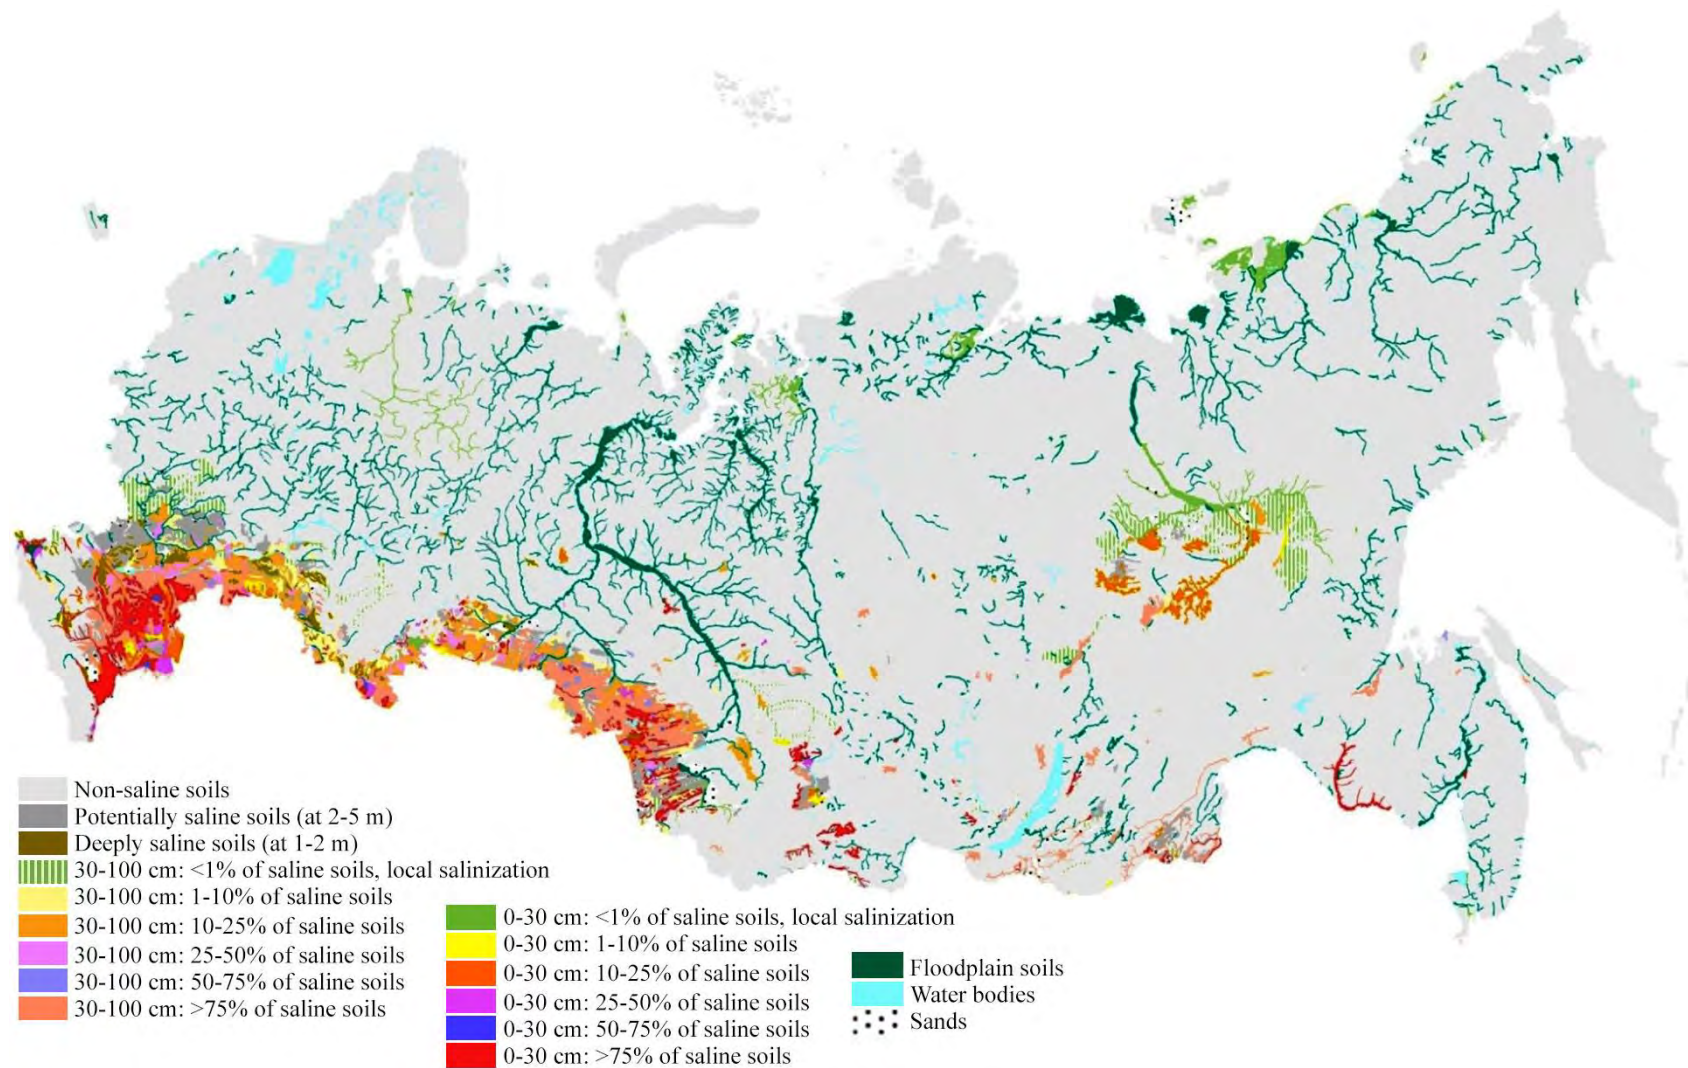 Non-saline soils
Potentially saline soils (at 2-5 m)
Deeply saline soils (at 1-2 m)
30-100 cm: <1% of saline soils, local salinization
30-100 cm: 1-10% of saline soils
30-100 cm: 10-25% of saline soils
30-100 cm: 25-50% of saline soils
30-100 cm: 50-75% of saline soils
30-100 cm: >75% of saline soils
0-30 cm: <1% of saline soils, local salinization
0-30 cm: 1-10% of saline soils
0-30 cm: 10-25% of saline soils
0-30 cm: 25-50% of saline soils
0-30 cm: 50-75% of saline soils
0-30 cm: >75% of saline soils
Floodplain soils
Water bodies
Sands